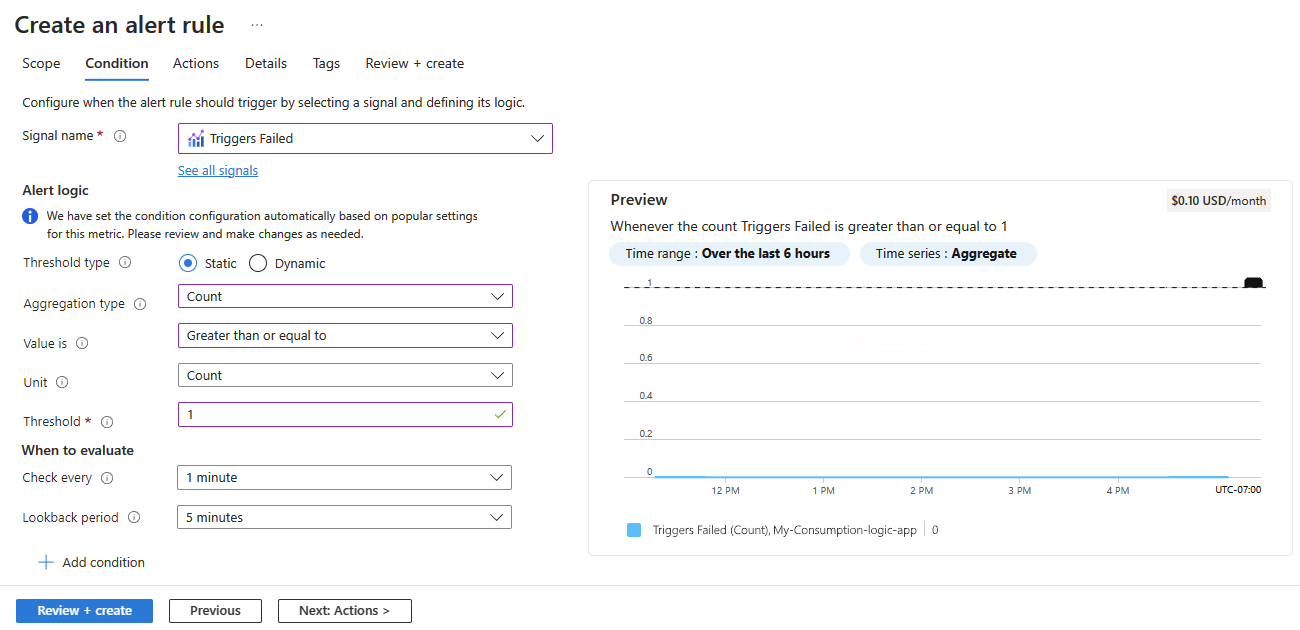 Create an alert rule ...
Scope Condition Actions Details Tags Review + create
Configure when the alert rule should trigger by selecting a signal and defining its logic.
Signal name * Triggers Failed
See all signals
Alert logic
We have set the condition configuration automatically based on popular settings
for this metric. Please review and make changes as needed.
Threshold type Static Dynamic
Aggregation type Count
Value is Greater than or equal to
Unit Count
Threshold * 1
When to evaluate
Check every 1 minute
Lookback period 5 minutes
Add condition
Preview $0.10 USD/month
Whenever the count Triggers Failed is greater than or equal to 1
Time range : Over the last 6 hours Time series : Aggregate
1
0.8
0.6
0.4
0.2
0
12 PM 1 PM 2 PM 3 PM 4 PM UTC-07:00
Triggers Failed (Count), My-Consumption-logic-app 0
Review + create Previous Next: Actions >